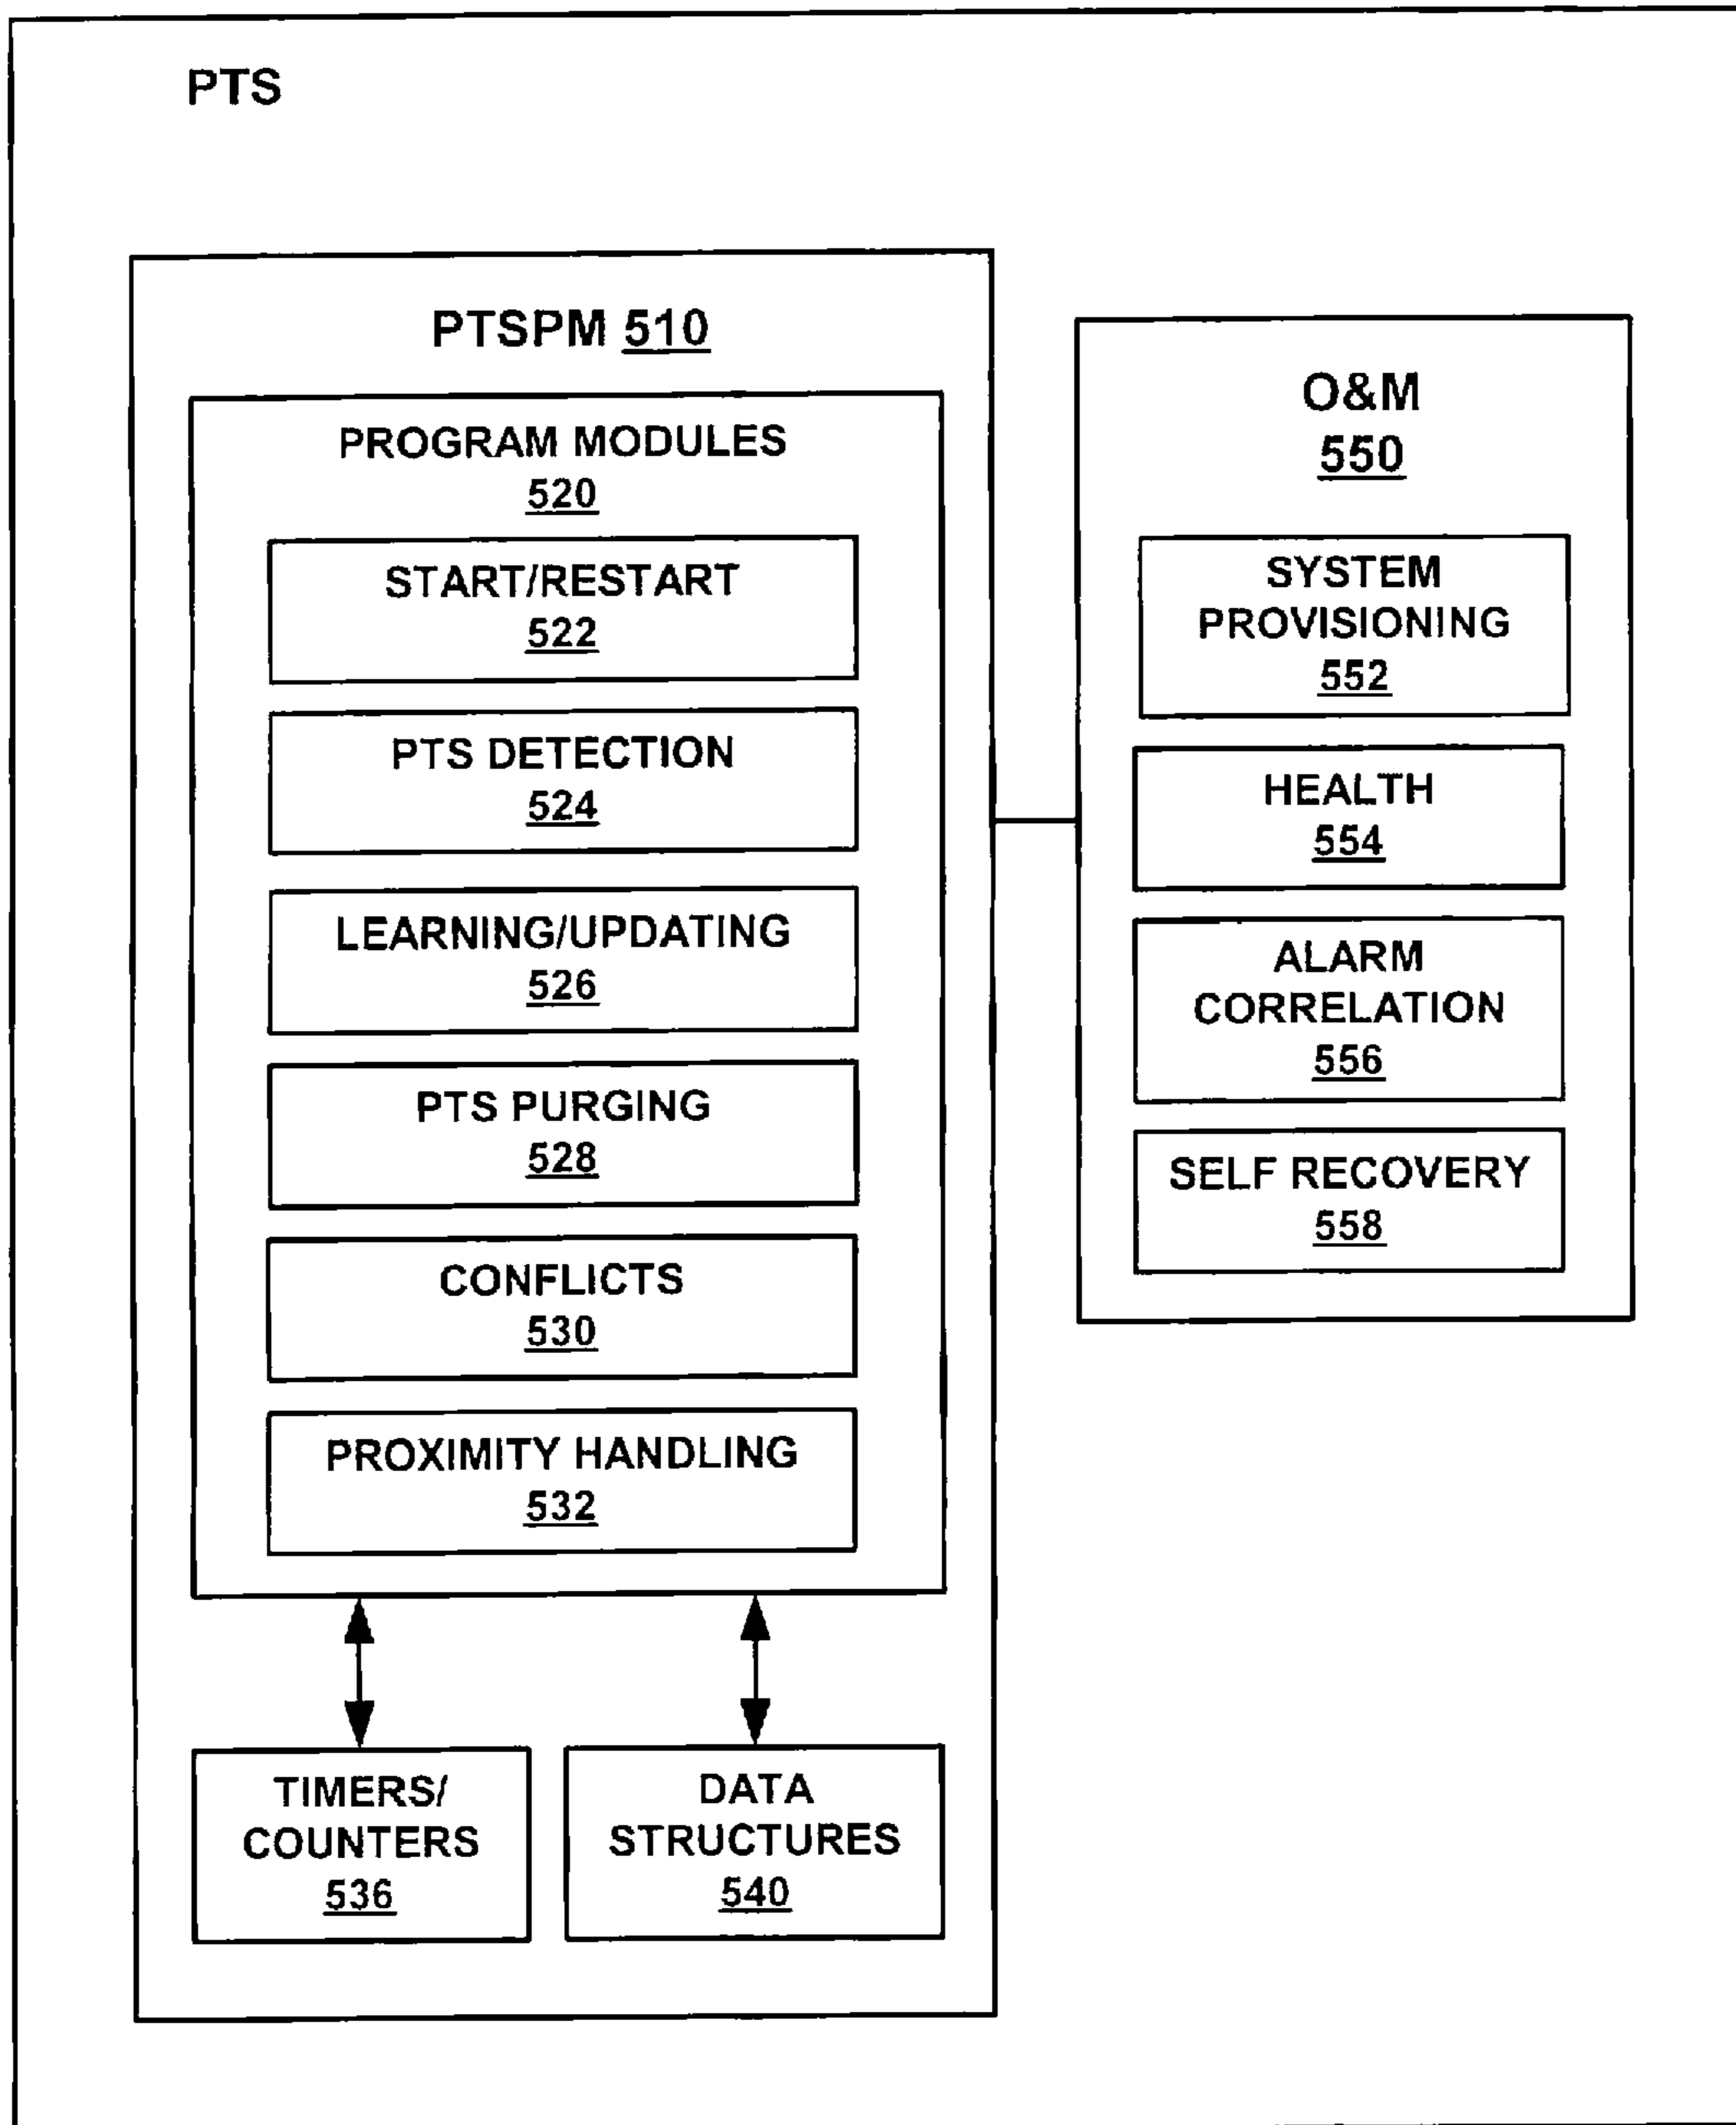 PTS
PTSPM 510
PROGRAM MODULES
520
START/RESTART
522
PTS DETECTION
524
LEARNING/UPDATING
526
PTS PURGING
528
CONFLICTS
530
PROXIMITY HANDLING
532
TIMERS/
COUNTERS
536
DATA
STRUCTURES
540
O&M
550
SYSTEM
PROVISIONING
552
HEALTH
554
ALARM
CORRELATION
556
SELF RECOVERY
558